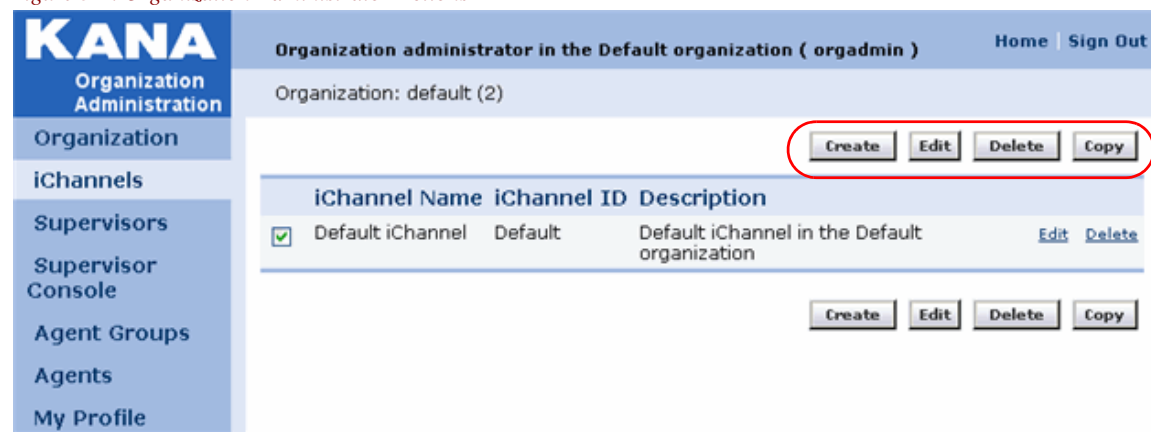 KANA
Organization
Administration
Organization administrator in the Default organization ( orgadmin )
Home | Sign Out
Organization: default (2)
Organization
iChannels
Supervisors
Supervisor
Console
Agent Groups
Agents
My Profile
Create Edit Delete Copy
iChannel Name iChannel ID Description
Default iChannel Default Default iChannel in the Default
organization
Edit Delete
Create Edit Delete Copy